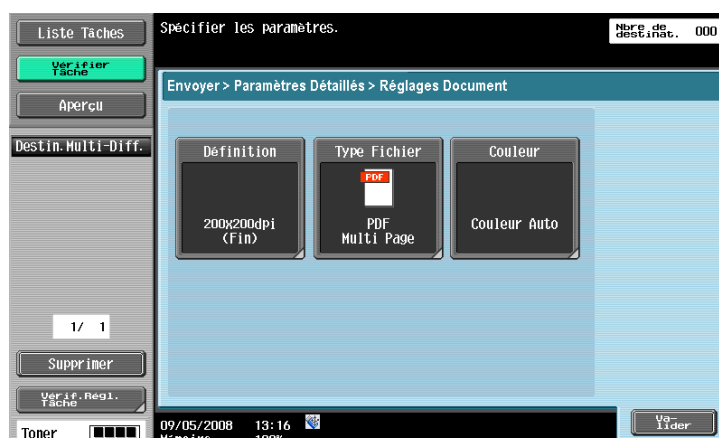 Liste Tâches
Vérifier
Tâche
Aperçu
Destin.Multi-Diff.
1/ 1
Supprimer
Vérif.Régl.
Tâche
Toner
Spécifier les paramètres.
Nbre de
destinat. 000
Envoyer > Paramètres Détaillés > Réglages Document
Définition
200x200dpi
(Fin)
Type Fichier
PDF
PDF
Multi Page
Couleur
Couleur Auto
09/05/2008 13:16
Mémoire 100%
Va-
lider